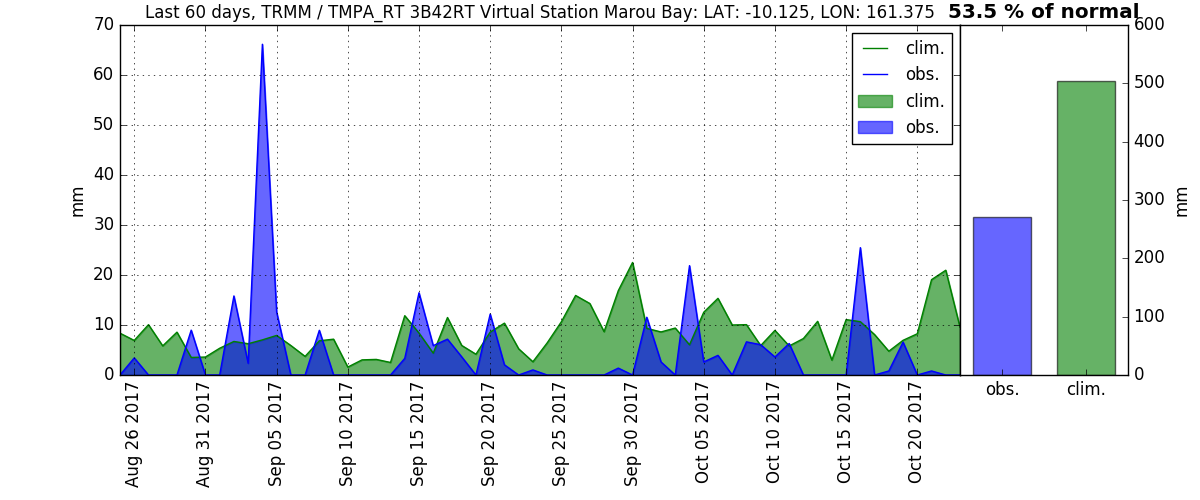 Last 60 days, TRMM / TMPA_RT 3B42RT Virtual Station Marou Bay: LAT: -10.125, LON: 161.375
53.5 % of normal
70
60
50
40
30
20
10
0
mm
clim.
obs.
clim.
obs.
Aug 26 2017
Aug 31 2017
Sep 05 2017
Sep 10 2017
Sep 15 2017
Sep 20 2017
Sep 25 2017
Sep 30 2017
Oct 05 2017
Oct 10 2017
Oct 15 2017
Oct 20 2017
600
500
400
300
200
100
0
mm
obs.
clim.